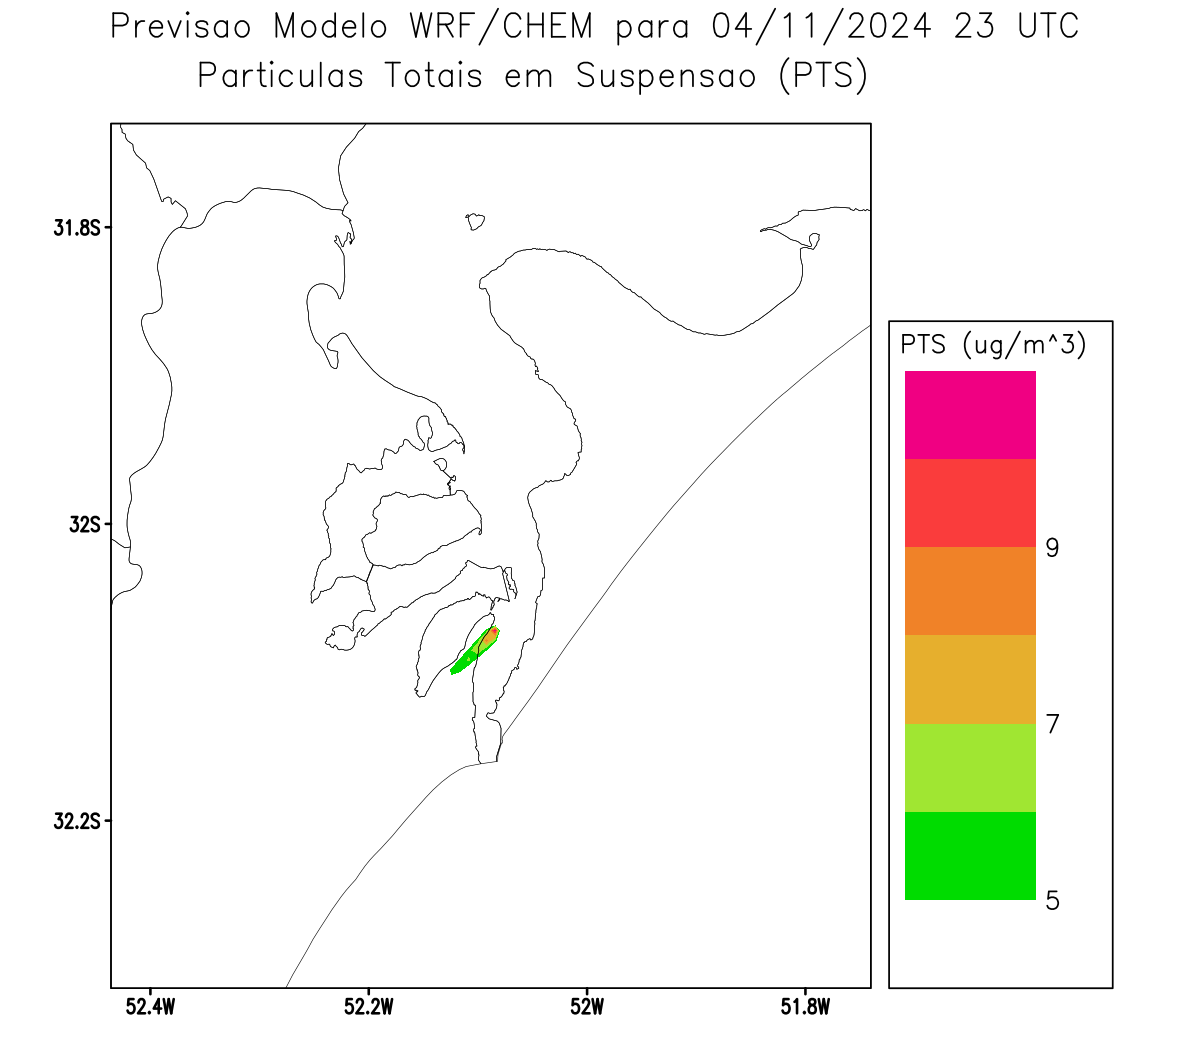 Previsao Modelo WRF/CHEM para 04/11/2024 23 UTC
Particulas Totais em Suspensao (PTS)
31.8S
32S
32.2S
52.4W
52.2W
52W
51.8W
PTS (ug/m^3)
9
7
5